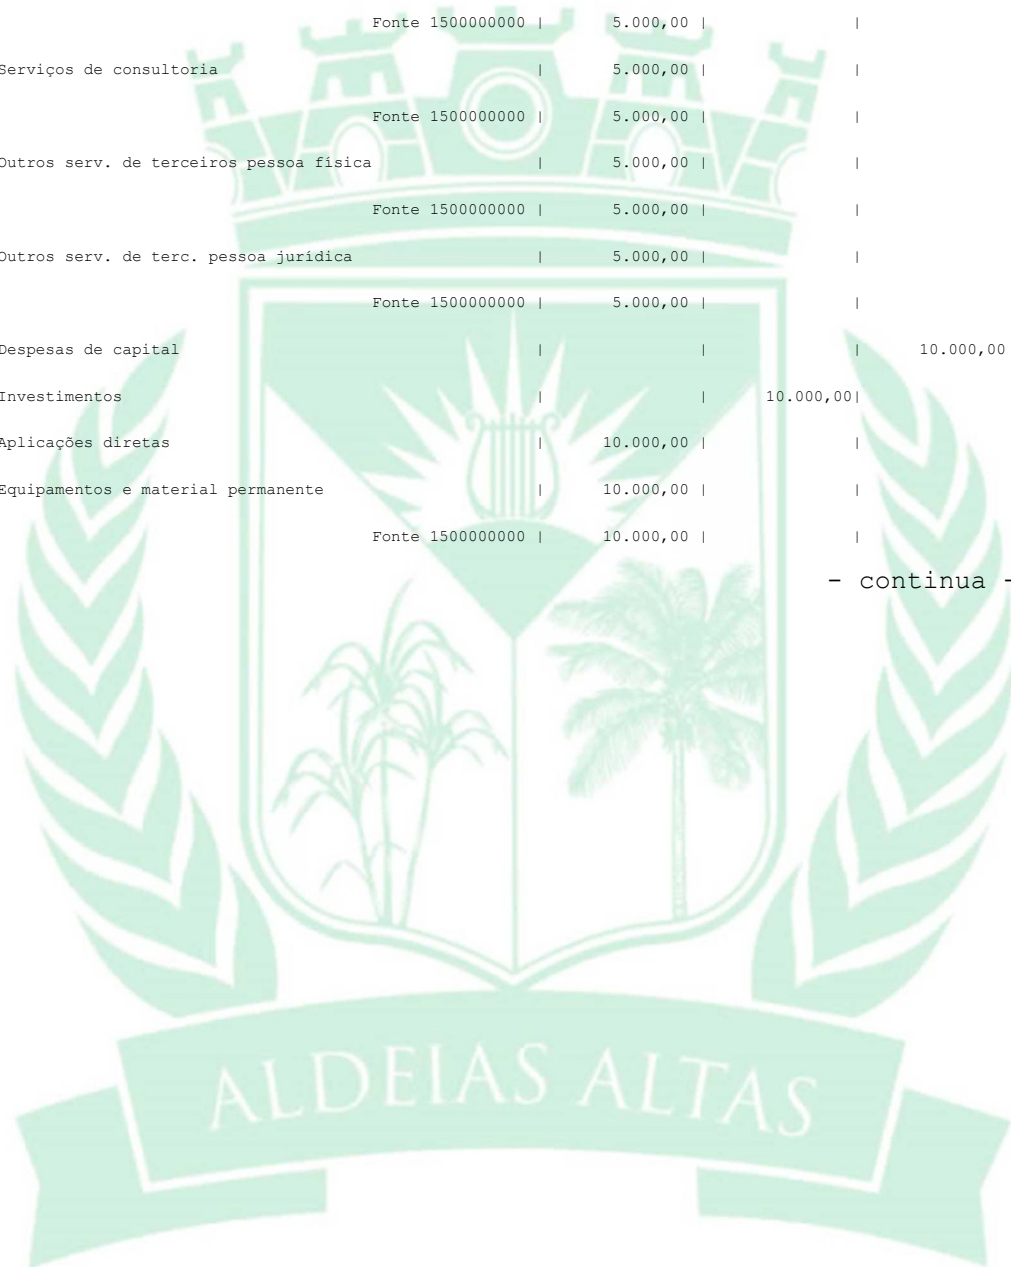 Fonte 1500000000 | 5.000,00 | |
Serviços de consultoria | 5.000,00 | |
Fonte 1500000000 | 5.000,00 | |
Outros serv. de terceiros pessoa física | 5.000,00 | |
Fonte 1500000000 | 5.000,00 | |
Outros serv. de terc. pessoa jurídica | 5.000,00 | |
Fonte 1500000000 | 5.000,00 | |
Despesas de capital | | | 10.000,00
Investimentos | | 10.000,00|
Aplicações diretas | 10.000,00 | |
Equipamentos e material permanente | 10.000,00 | |
Fonte 1500000000 | 10.000,00 | |
- continua -
ALDEIAS ALTAS